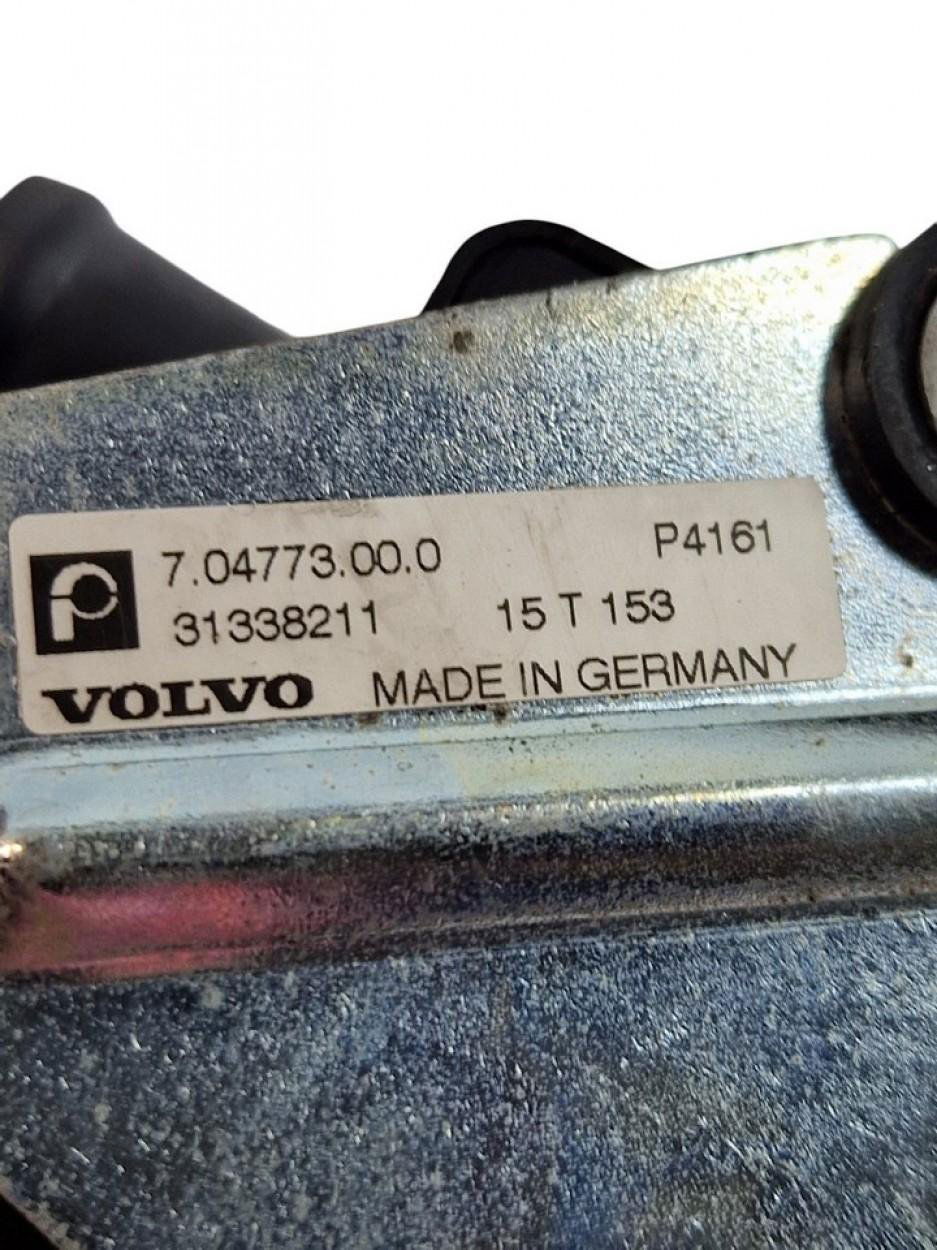 7.04773.00.0 P4161
31338211 15 T 153
VOLVO MADE IN GERMANY